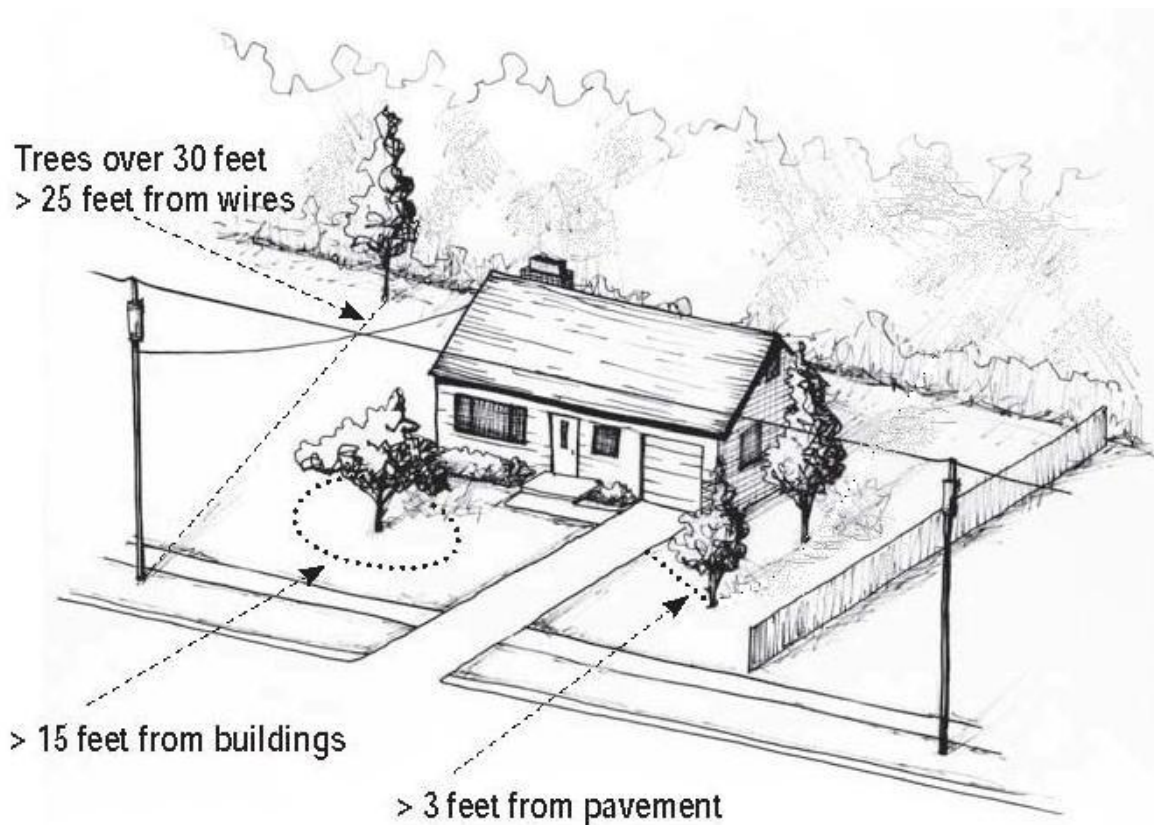 Trees over 30 feet
> 25 feet from wires
> 15 feet from buildings
> 3 feet from pavement